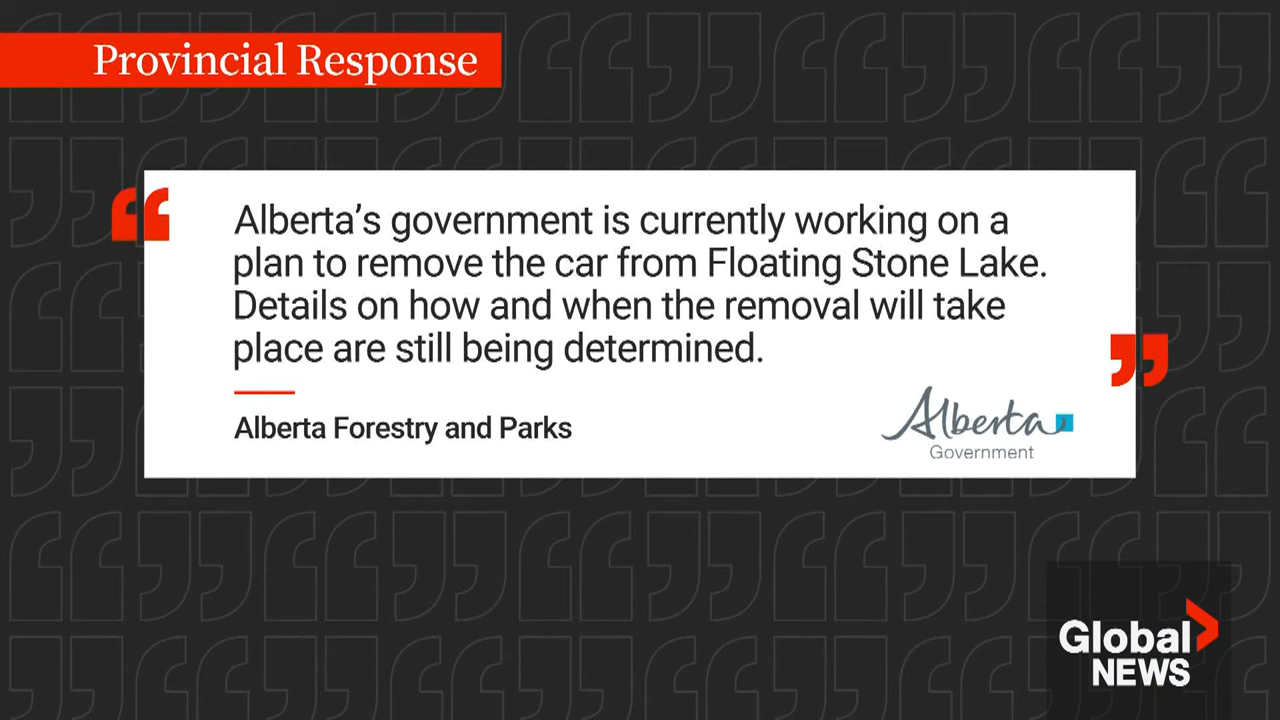 Provincial Response
Alberta's government is currently working on a
plan to remove the car from Floating Stone Lake.
Details on how and when the removal will take
place are still being determined.
Alberta Forestry and Parks
Alberta
Government
Global
NEWS